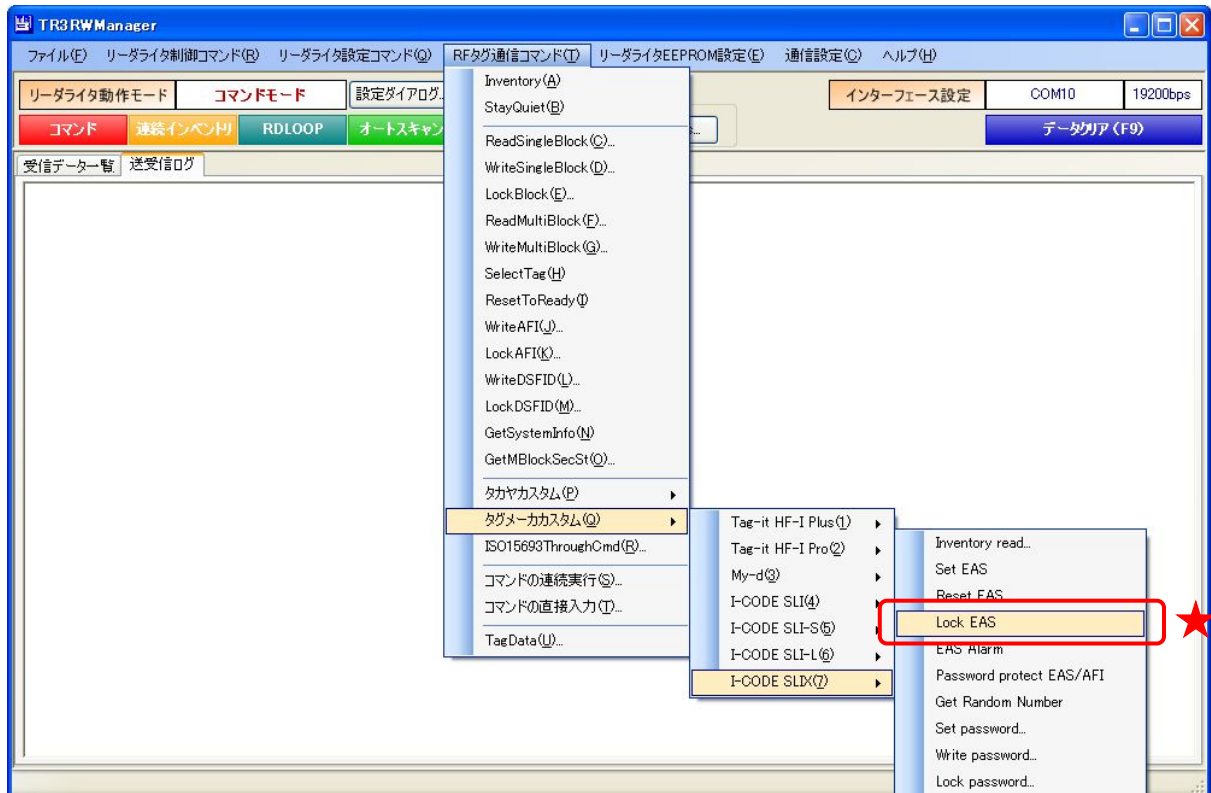 TR3RWManager
ファイル(F) リーダライタ制御コマンド(R) リーダライタ設定コマンド(Q) RFタグ通信コマンド(T) リーダライタEEPROM設定(E) 通信設定(C) ヘルプ(H)
リーダライタ動作モード コマンドモード 設定ダイアログ... インターフェース設定 COM10 19200bps
コマンド 連続インベントリ RDLOOP オートスキャン データクリア(F9)
受信データ一覧 送受信ログ
Inventory(A)
StayQuiet(B)
ReadSingleBlock(C)...
WriteSingleBlock(D)...
LockBlock(E)...
ReadMultiBlock(F)...
WriteMultiBlock(G)...
SelectTag(H)
ResetToReady(I)
WriteAFI(J)...
LockAFI(K)...
WriteDSFID(L)...
LockDSFID(M)...
GetSystemInfo(N)
GetMBlockSecSt(O)...
タカヤカスタム(P)
タグメーカカスタム(Q)
ISO15693ThroughCmd(R)...
コマンドの連続実行(S)...
コマンドの直接入力(T)...
TagData(U)...
Tag-it HF-I Plus(1)
Tag-it HF-I Pro(2)
My-d(3)
I-CODE SLI(4)
I-CODE SLI-S(5)
I-CODE SLI-L(6)
I-CODE SLIX(7)
Inventory read...
Set EAS
Reset EAS
Lock EAS
EAS Alarm
Password protect EAS/AFI
Get Random Number
Set password...
Write password...
Lock password...